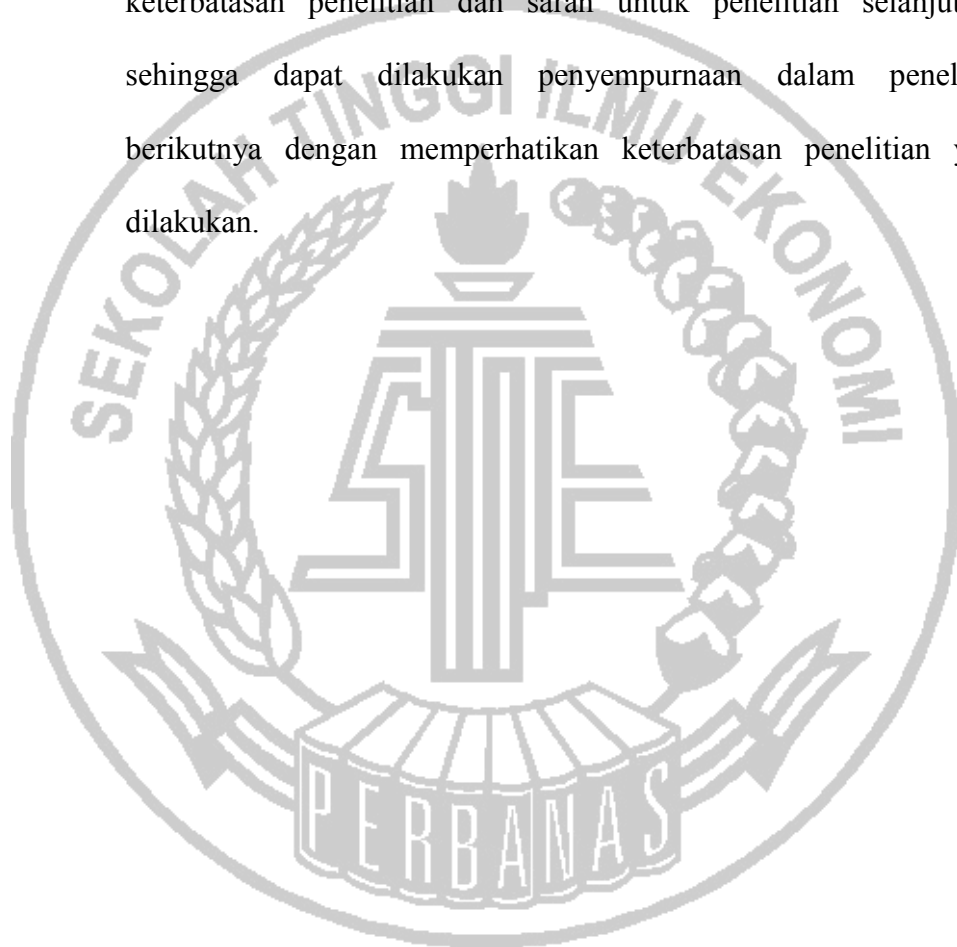 keterbatasan penelitian dan saran untuk penelitian selanjut
sehingga dapat dilakukan penyempurnaan dalam penel
berikutnya dengan memperhatikan keterbatasan penelitian y
dilakukan.
SEKOLAH TINGGI ILMU EKONOMI
STIE
PERBANAS